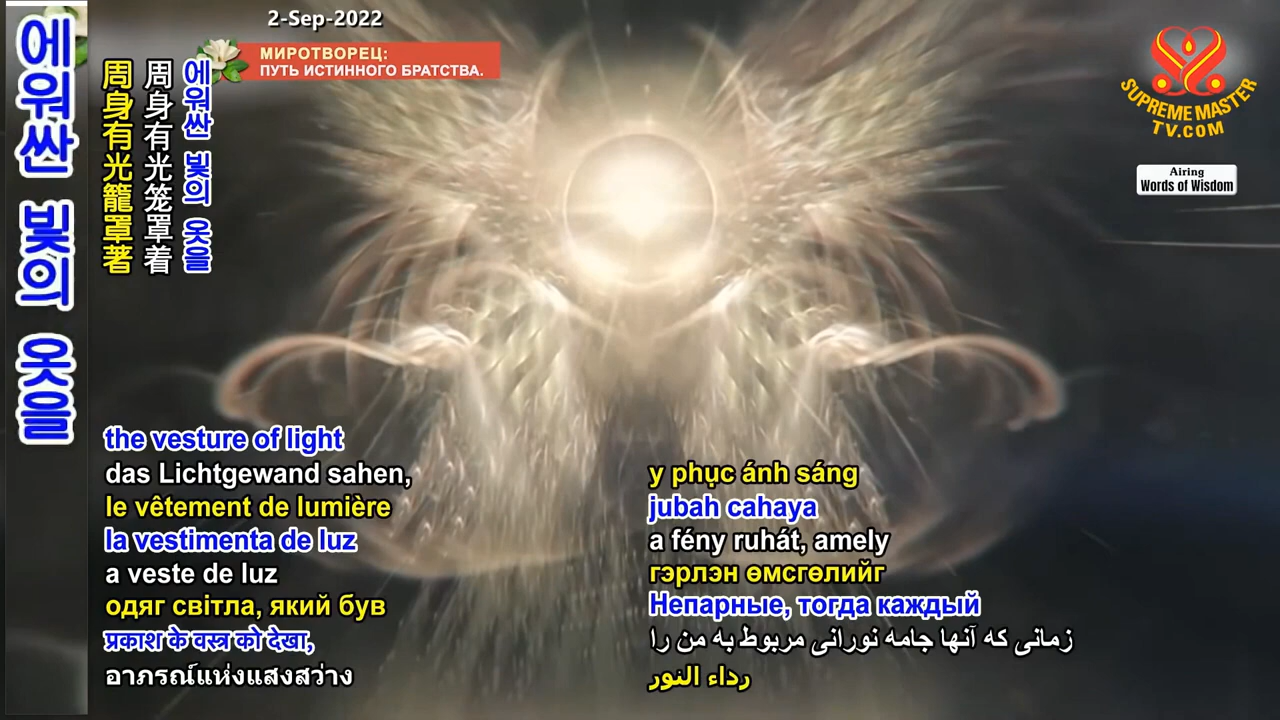 에워싼 빛의 옷을
2-Sep-2022
МИРОТВОРЕЦ:
ПУТЬ ИСТИННОГО БРАТСТВА.
周身有光籠罩著
周身有光笼罩着
에워싼 빛의 옷을
SUPREME MASTER
TV.COM
Airing
Words of Wisdom
the vesture of light
das Lichtgewand sahen,
le vêtement de lumière
la vestimenta de luz
a veste de luz
одяг світла, який був
प्रकाश के वस्त्र को देखा,
อาภรณ์แห่งแสงสว่าง
y phục ánh sáng
jubah cahaya
a fény ruhát, amely
гэрлэн өмсгөлийг
Непарные, тогда каждый
زمانی که آنها جامه نورانی مربوط به من را
رداء النور